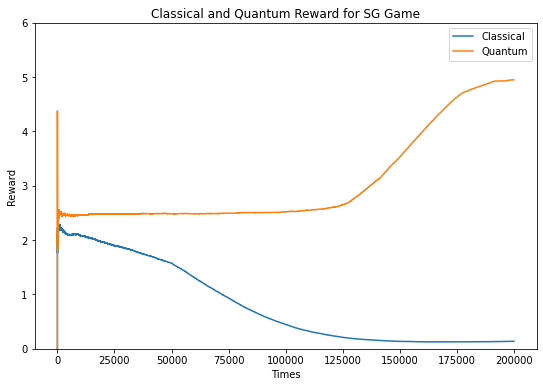 Classical and Quantum Reward for SG Game
Classical
Quantum
Reward
6
5
4
3
2
1
0
0 25000 50000 75000 100000 125000 150000 175000 200000
Times